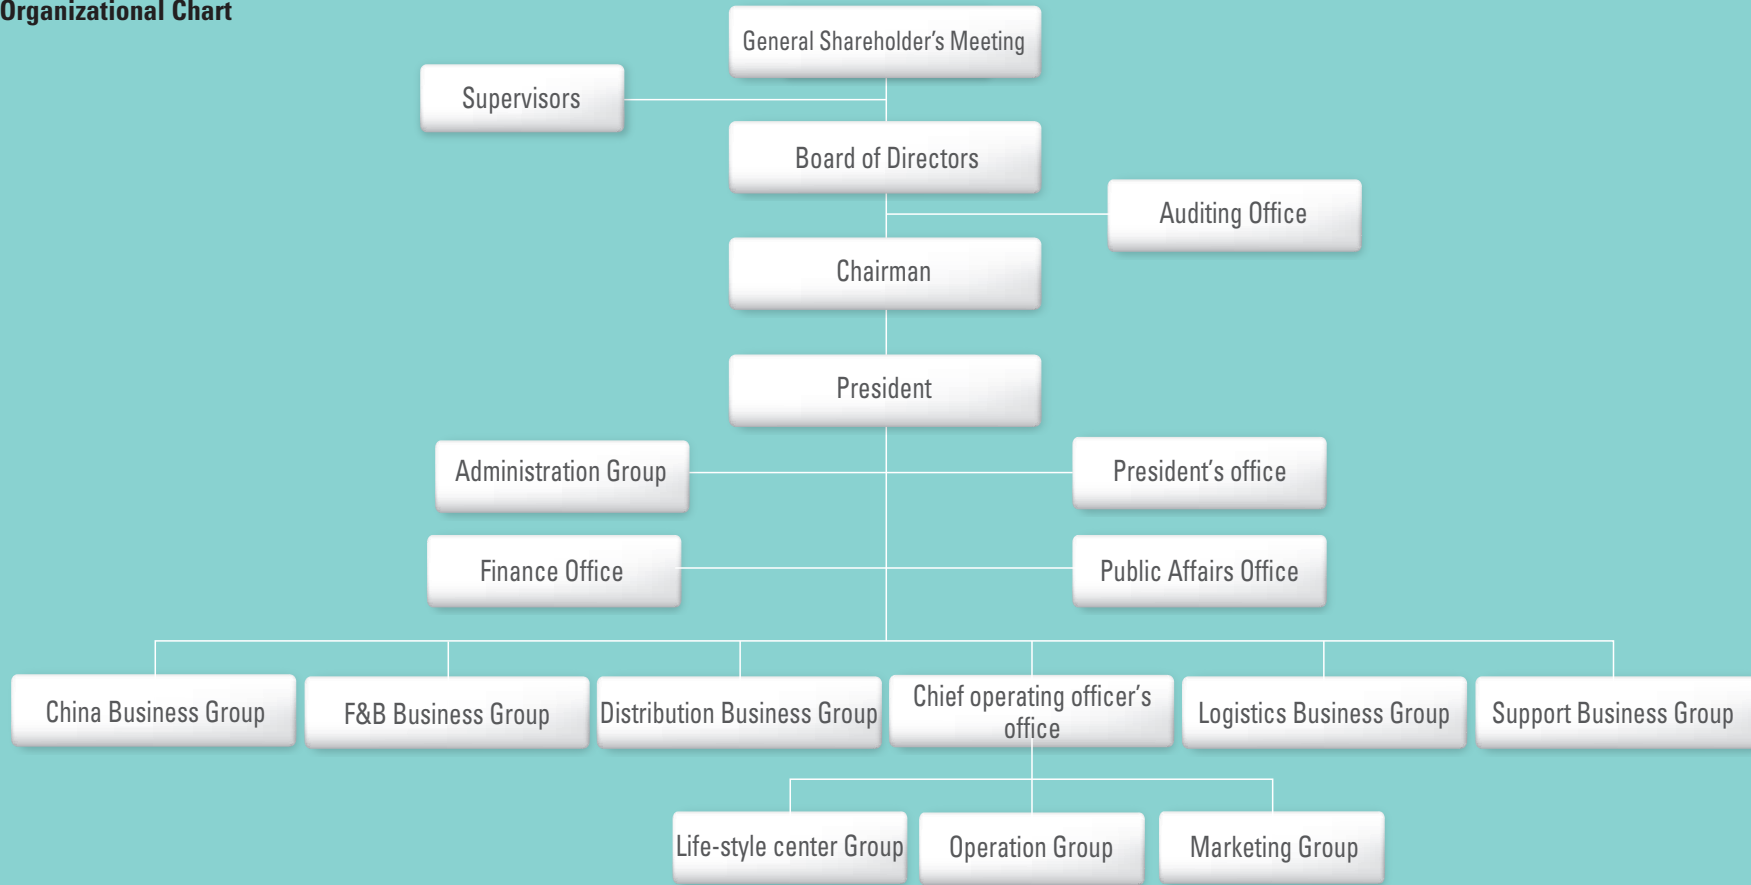 Organizational Chart
General Shareholder's Meeting
Supervisors
Board of Directors
Auditing Office
Chairman
President
Administration Group
President's office
Finance Office
Public Affairs Office
China Business Group
F&B Business Group
Distribution Business Group
Chief operating officer's
office
Logistics Business Group
Support Business Group
Life-style center Group
Operation Group
Marketing Group